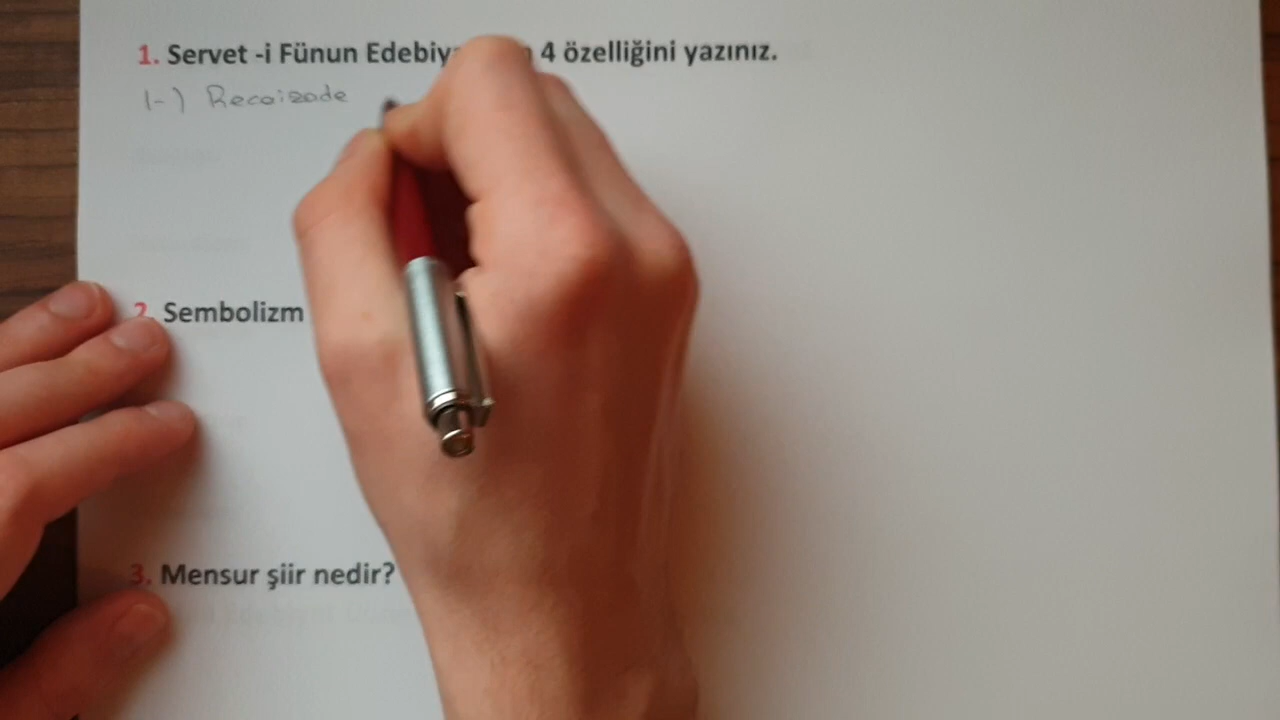 1. Servet -i Fünun Edebiy 4 özelliğini yazınız.
1-) Recaizade
2. Sembolizm
3. Mensur şiir nedir?